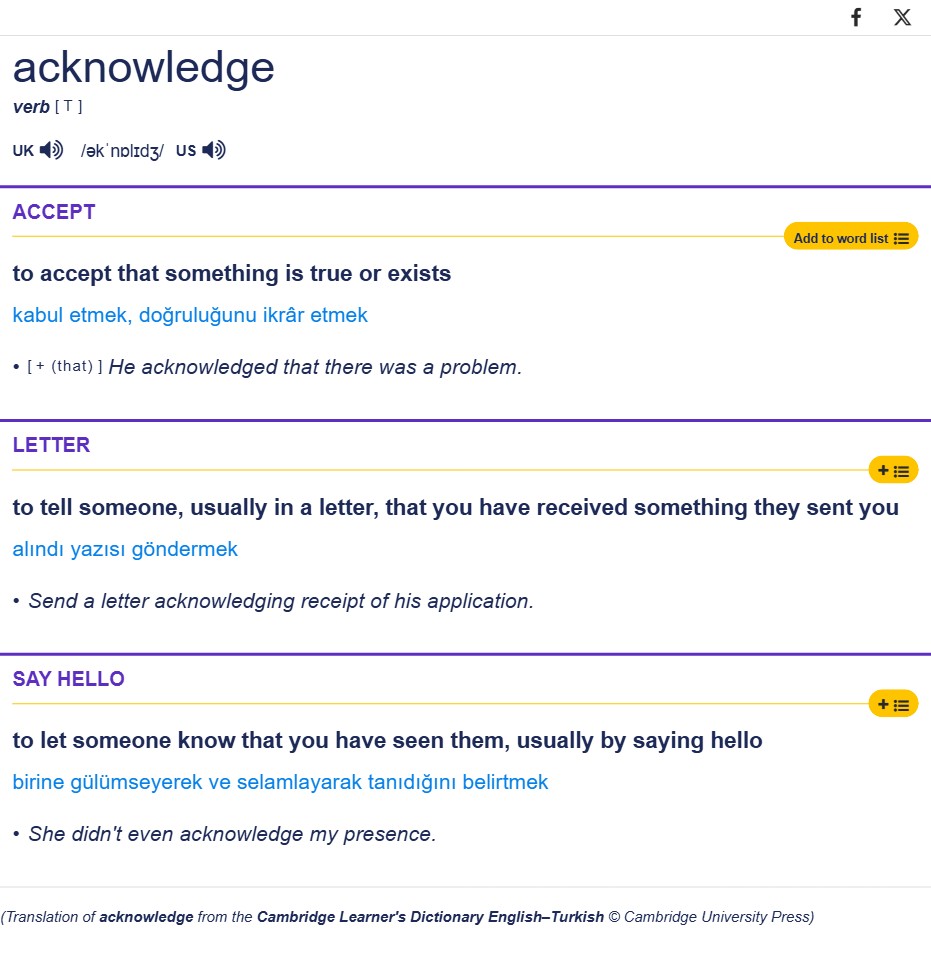 acknowledge
verb [ T ]
UK /əkˈnɒlɪdʒ/ US
ACCEPT
Add to word list
to accept that something is true or exists
kabul etmek, doğruluğunu ikrâr etmek
• [ + (that) ] He acknowledged that there was a problem.
LETTER
+
to tell someone, usually in a letter, that you have received something they sent you
alındı yazısı göndermek
• Send a letter acknowledging receipt of his application.
SAY HELLO
+
to let someone know that you have seen them, usually by saying hello
birine gülümseyerek ve selamlayarak tanıdığını belirtmek
• She didn't even acknowledge my presence.
(Translation of acknowledge from the Cambridge Learner's Dictionary English–Turkish © Cambridge University Press)